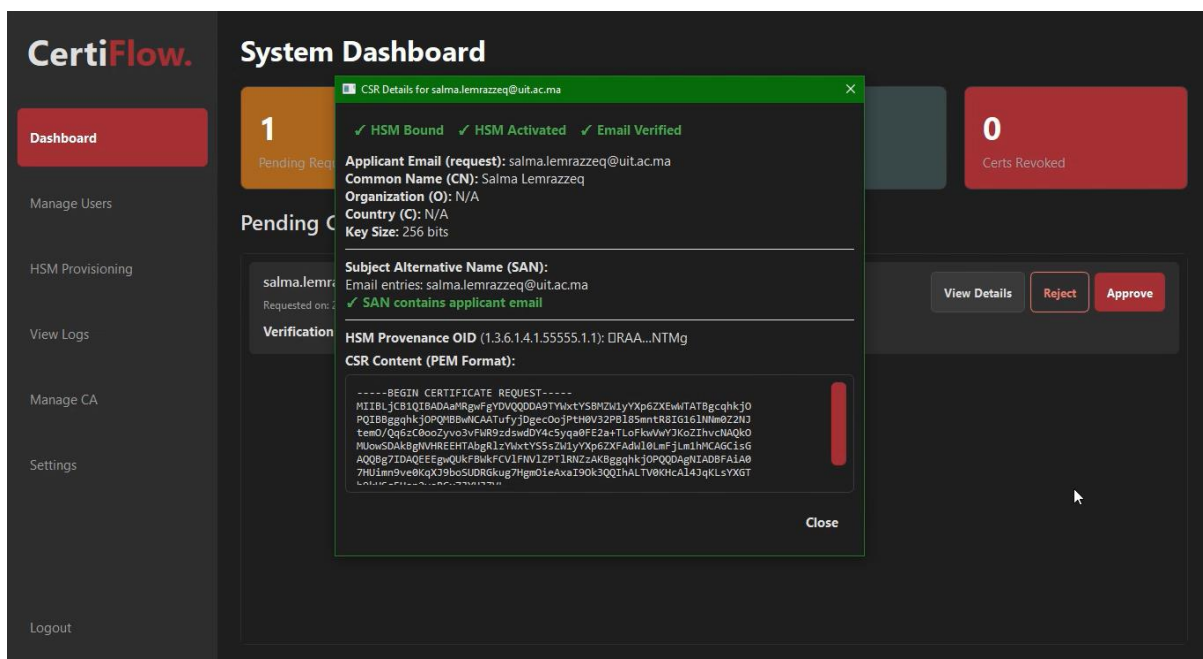 CertiFlow.
Dashboard
Manage Users
HSM Provisioning
View Logs
Manage CA
Settings
Logout
System Dashboard
1
Pending Requ
0
Certs Revoked
Pending C
salma.lemra
Requested on: 2
Verification
View Details
Reject
Approve
CSR Details for salma.lemrazzeq@uit.ac.ma
✓ HSM Bound ✓ HSM Activated ✓ Email Verified
Applicant Email (request): salma.lemrazzeq@uit.ac.ma
Common Name (CN): Salma Lemrazzeq
Organization (O): N/A
Country (C): N/A
Key Size: 256 bits
Subject Alternative Name (SAN):
Email entries: salma.lemrazzeq@uit.ac.ma
✓ SAN contains applicant email
HSM Provenance OID (1.3.6.1.4.1.55555.1.1): RAA...NTMg
CSR Content (PEM Format):
-----BEGIN CERTIFICATE REQUEST-----
Close